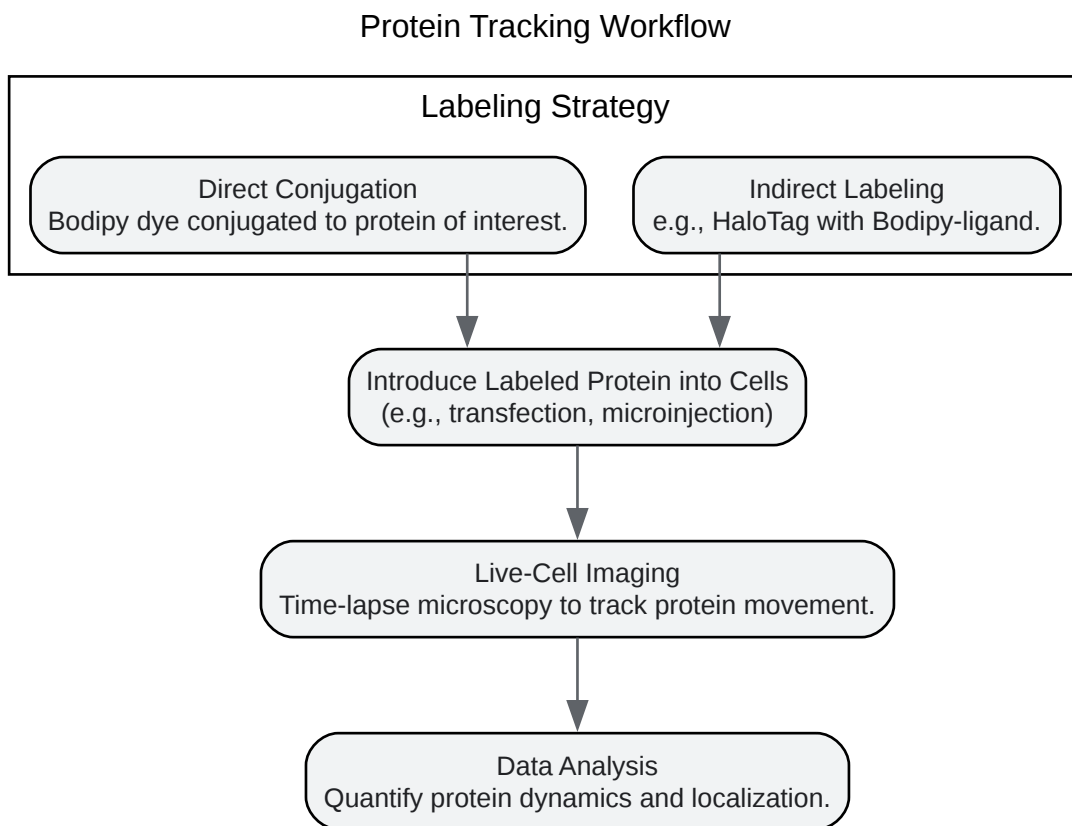 Protein Tracking Workflow
Labeling Strategy
Direct Conjugation
Bodipy dye conjugated to protein of interest.
Indirect Labeling
e.g., HaloTag with Bodipy-ligand.
Introduce Labeled Protein into Cells
(e.g., transfection, microinjection)
Live-Cell Imaging
Time-lapse microscopy to track protein movement.
Data Analysis
Quantify protein dynamics and localization.